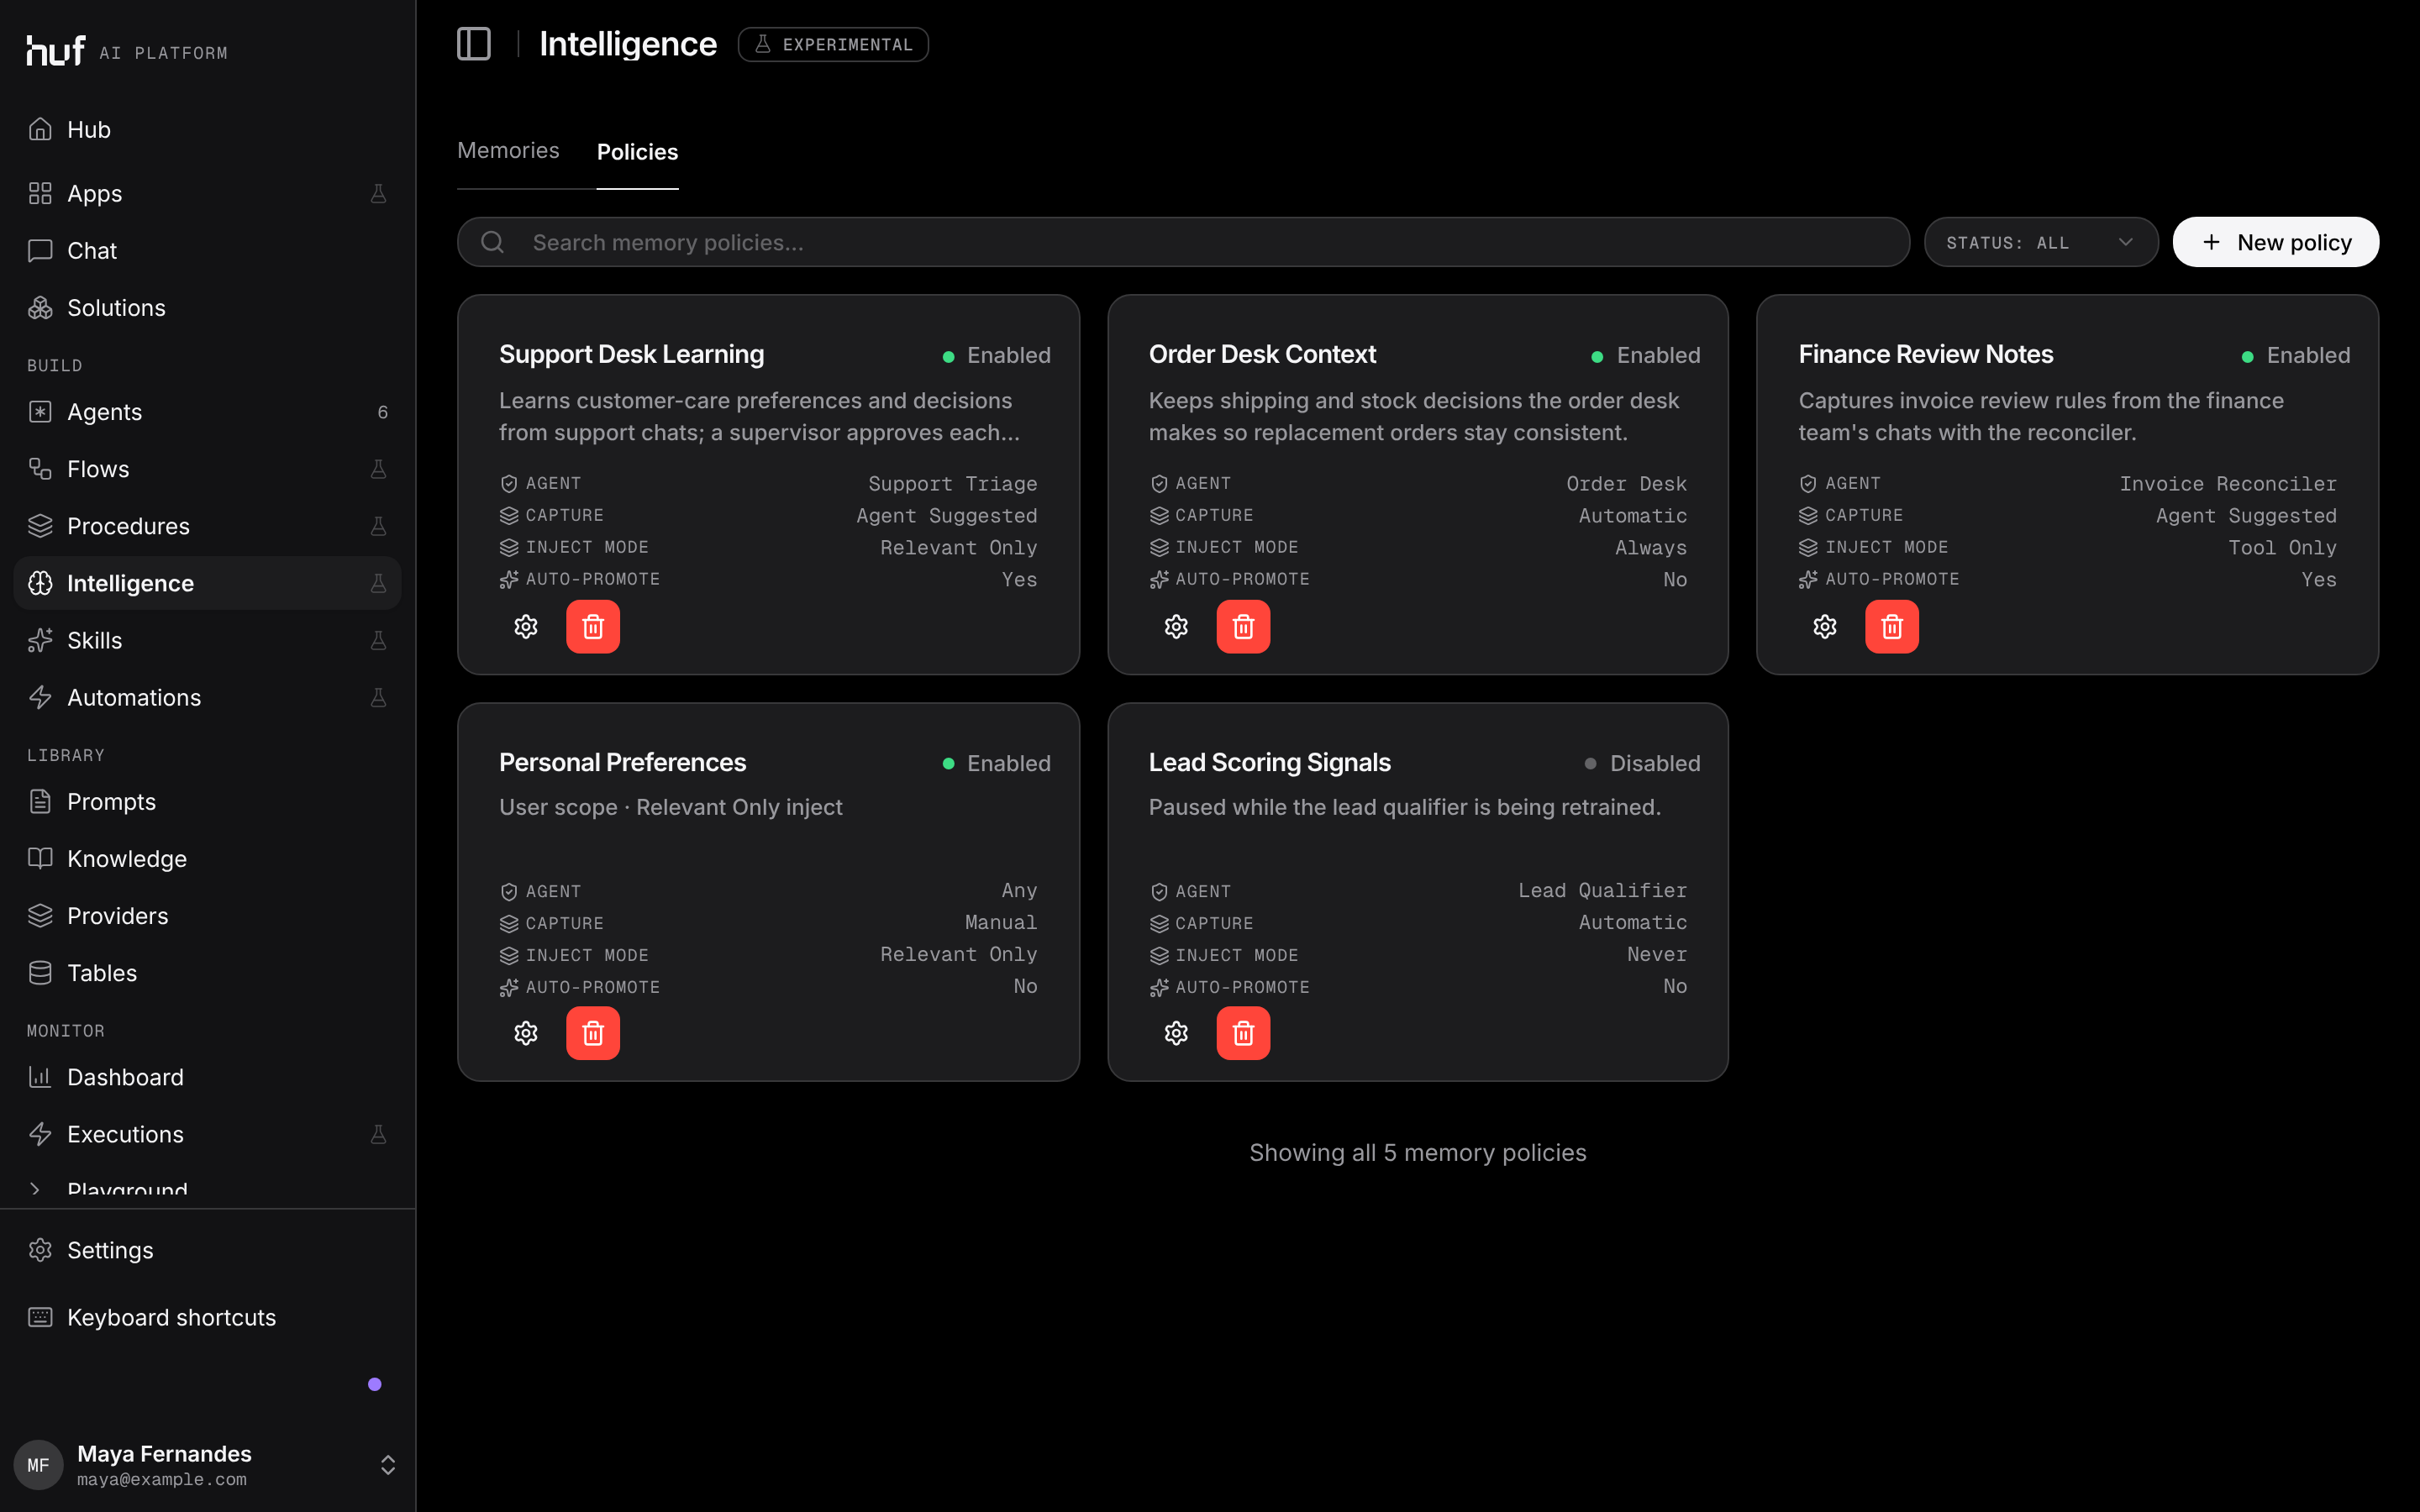 huf AI PLATFORM
Hub
Apps
Chat
Solutions
BUILD
Agents 6
Flows
Procedures
Intelligence
Skills
Automations
LIBRARY
Prompts
Knowledge
Providers
Tables
MONITOR
Dashboard
Executions
Playground
Settings
Keyboard shortcuts
MF
Maya Fernandes
maya@example.com
Intelligence
EXPERIMENTAL
Memories
Policies
Search memory policies...
STATUS: ALL
New policy
Support Desk Learning
Enabled
Learns customer-care preferences and decisions
from support chats; a supervisor approves each...
AGENT Support Triage
CAPTURE Agent Suggested
INJECT MODE Relevant Only
AUTO-PROMOTE Yes
Order Desk Context
Enabled
Keeps shipping and stock decisions the order desk
makes so replacement orders stay consistent.
AGENT Order Desk
CAPTURE Automatic
INJECT MODE Always
AUTO-PROMOTE No
Finance Review Notes
Enabled
Captures invoice review rules from the finance
team's chats with the reconciler.
AGENT Invoice Reconciler
CAPTURE Agent Suggested
INJECT MODE Tool Only
AUTO-PROMOTE Yes
Personal Preferences
Enabled
User scope · Relevant Only inject
AGENT Any
CAPTURE Manual
INJECT MODE Relevant Only
AUTO-PROMOTE No
Lead Scoring Signals
Disabled
Paused while the lead qualifier is being retrained.
AGENT Lead Qualifier
CAPTURE Automatic
INJECT MODE Never
AUTO-PROMOTE No
Showing all 5 memory policies